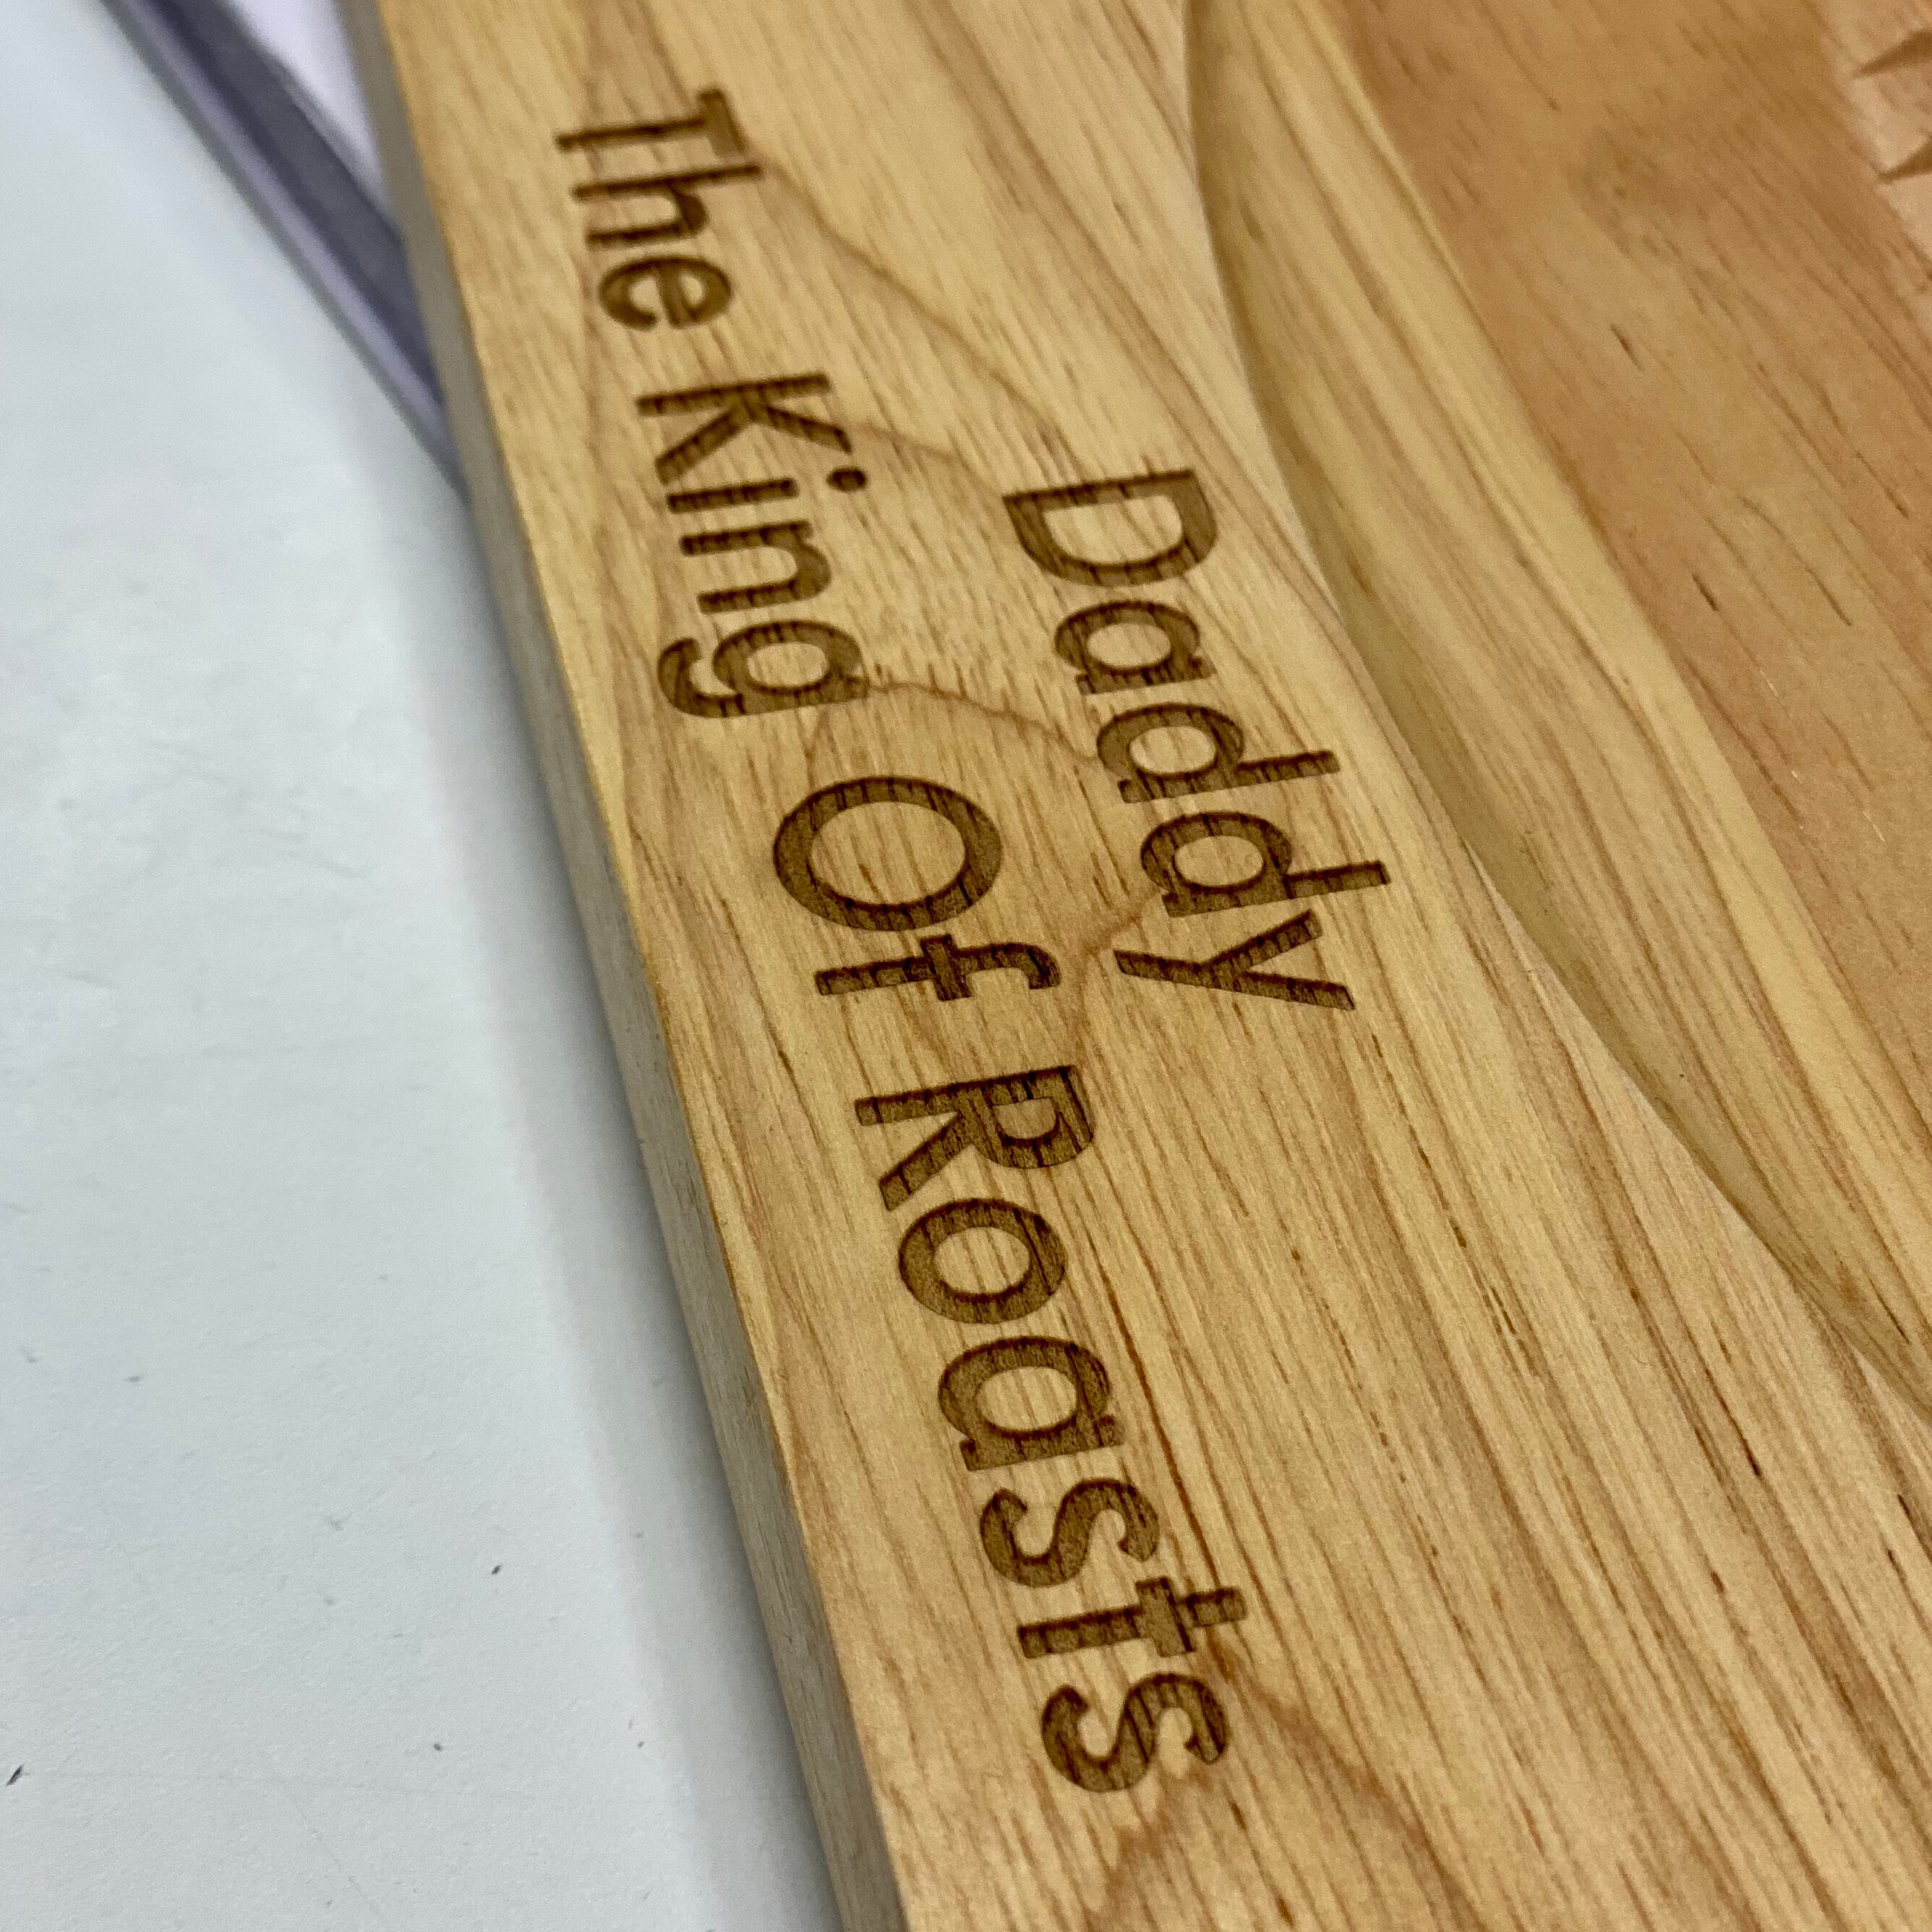 Daddy
The King Of Roasts